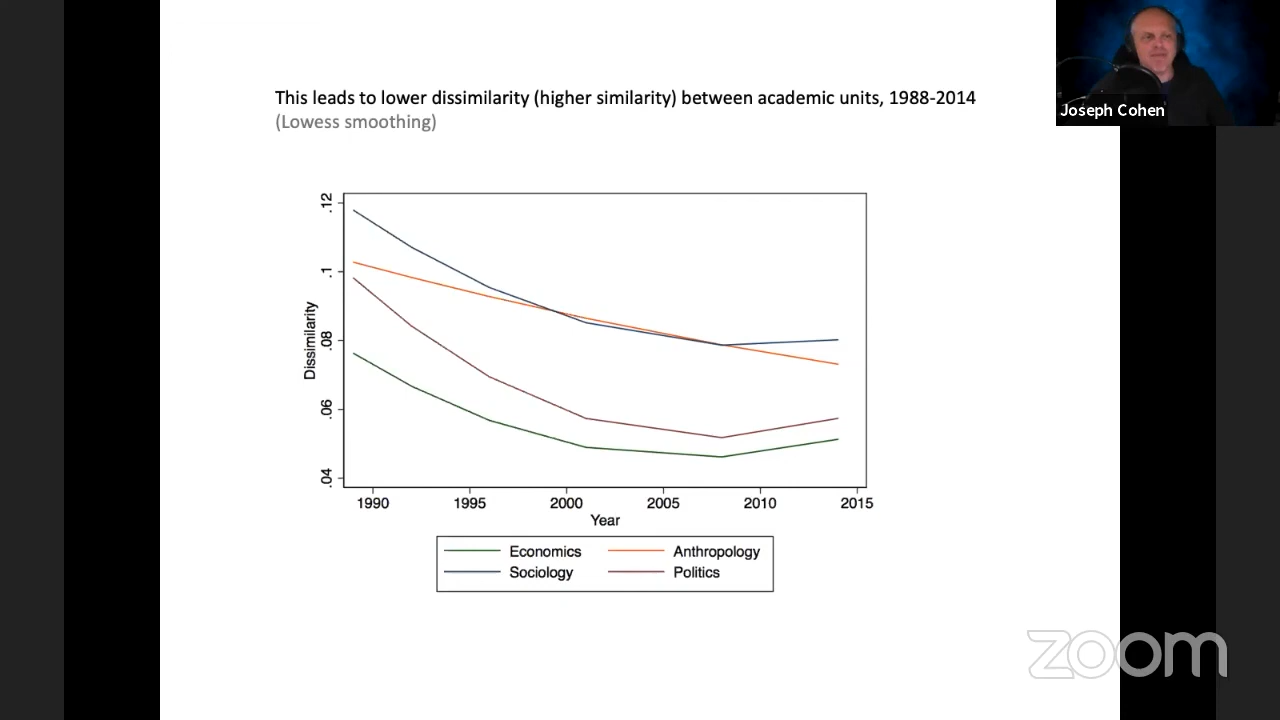 This leads to lower dissimilarity (higher similarity) between academic units, 1988-2014
(Lowess smoothing)
Joseph Cohen
.12
.1
.08
.06
.04
Dissimilarity
1990 1995 2000 2005 2010 2015
Year
Economics Anthropology
Sociology Politics
zoom